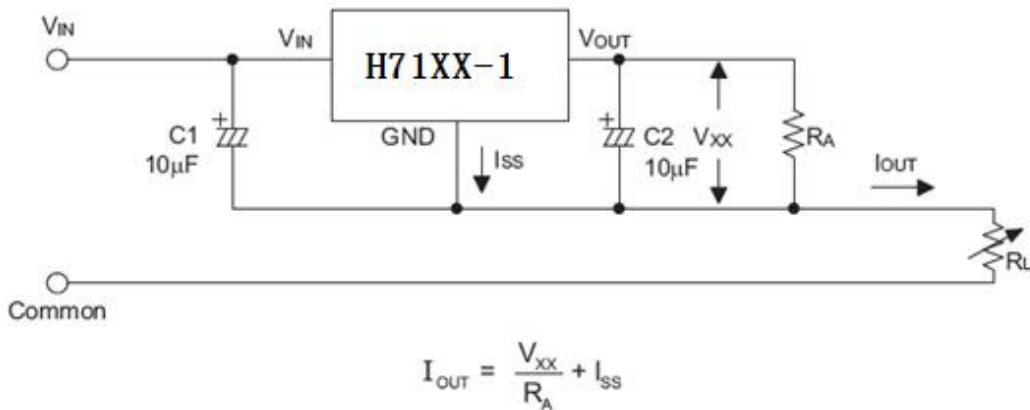 VIN
VIN
H71XX-1
VOUT
GND
C1
10µF
ISS
C2
10µF
VXX
RA
IOUT
RL
Common
IOUT = VXX / RA + ISS